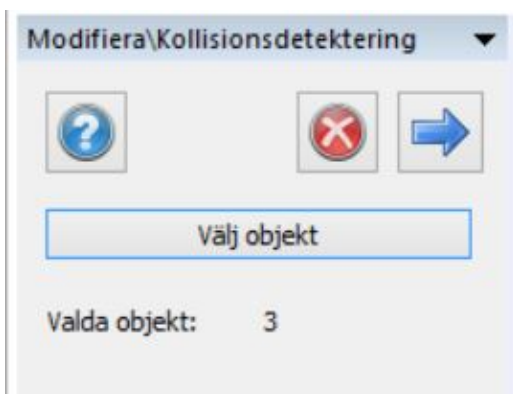 Modifiera\Kollisionsdetektering
Välj objekt
Valda objekt: 3